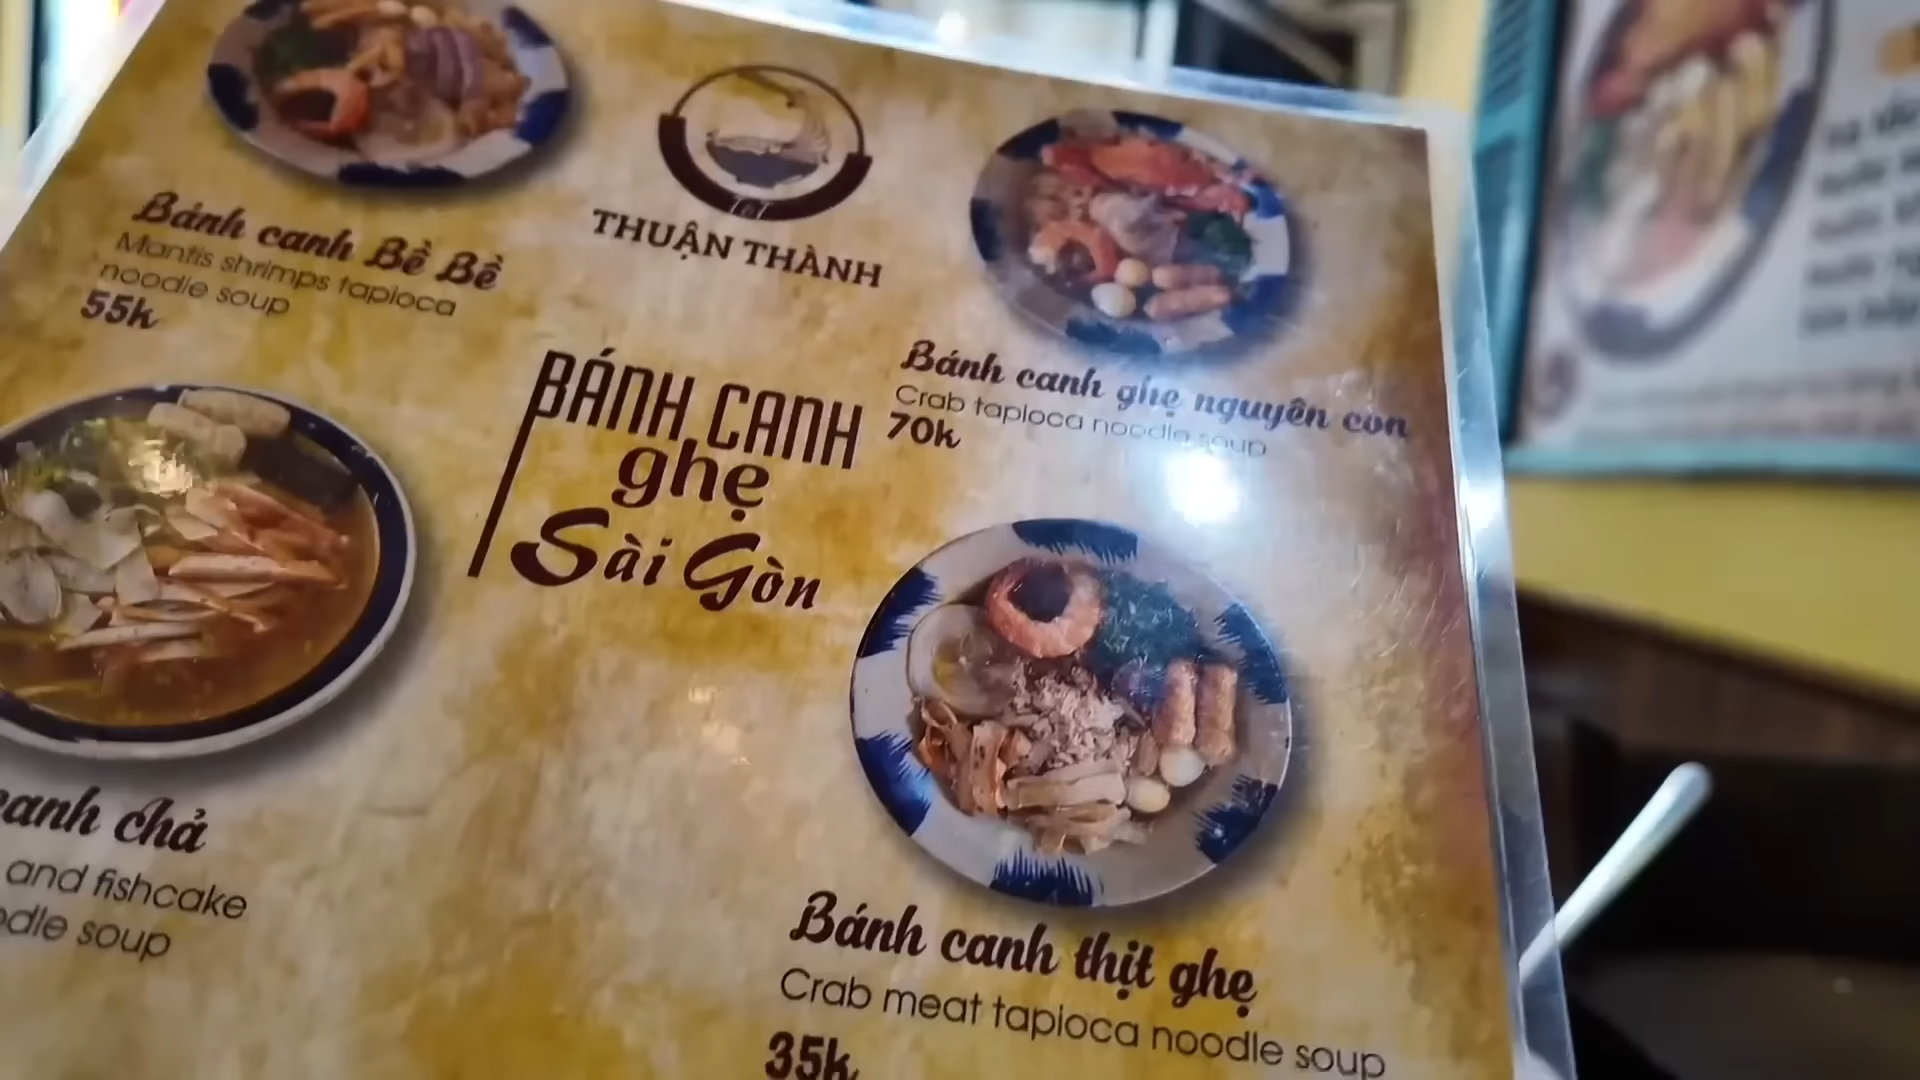 Bánh canh Bề Bề
Mantis shrimps tapioca
noodle soup
55k
T&T
THUẬN THÀNH
Bánh canh ghẹ nguyên con
Crab tapioca noodle soup
70k
BÁNH CANH
ghẹ
Sài Gòn
canh chả
and fishcake
soup
Bánh canh thịt ghẹ
Crab meat tapioca noodle soup
35k